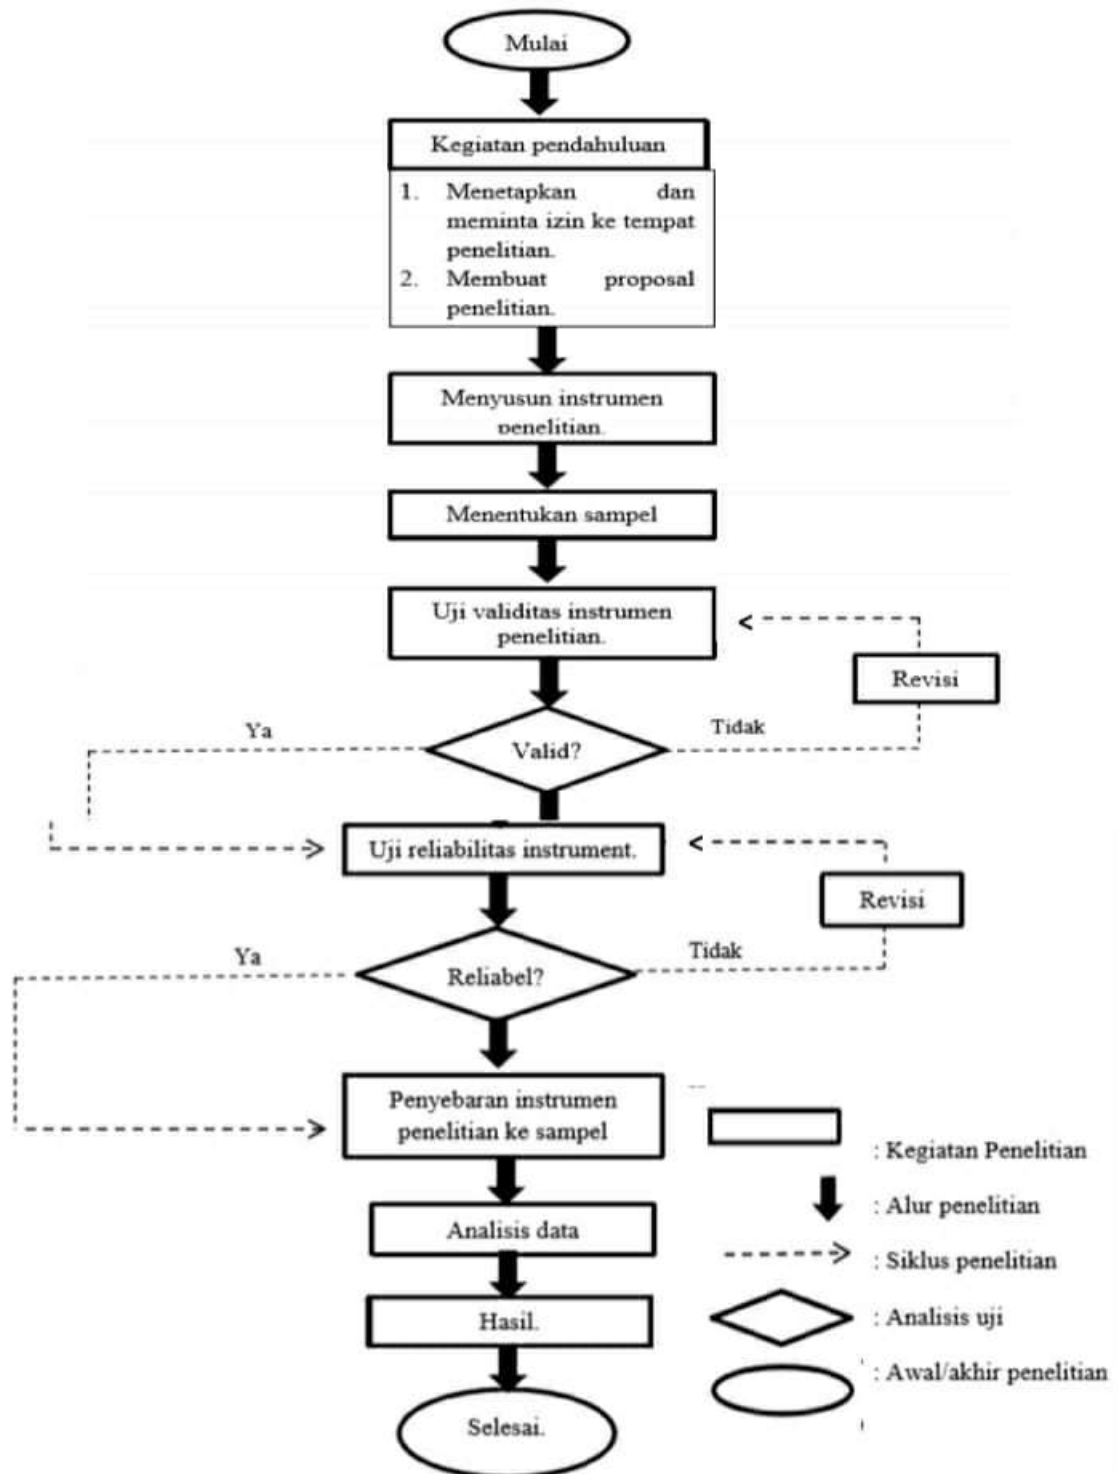 Mulai
Kegiatan pendahuluan
1. Menetapkan dan
meminta izin ke tempat
penelitian.
2. Membuat proposal
penelitian.
Menyusun instrumen
penelitian.
Menentukan sampel
Uji validitas instrumen
penelitian.
Revisi
Ya
Valid?
Tidak
Uji reliabilitas instrument.
Revisi
Ya
Reliabel?
Tidak
Penyebaran instrumen
penelitian ke sampel
Analisis data
Hasil.
Selesai.
: Kegiatan Penelitian
: Alur penelitian
: Siklus penelitian
: Analisis uji
: Awal/akhir penelitian